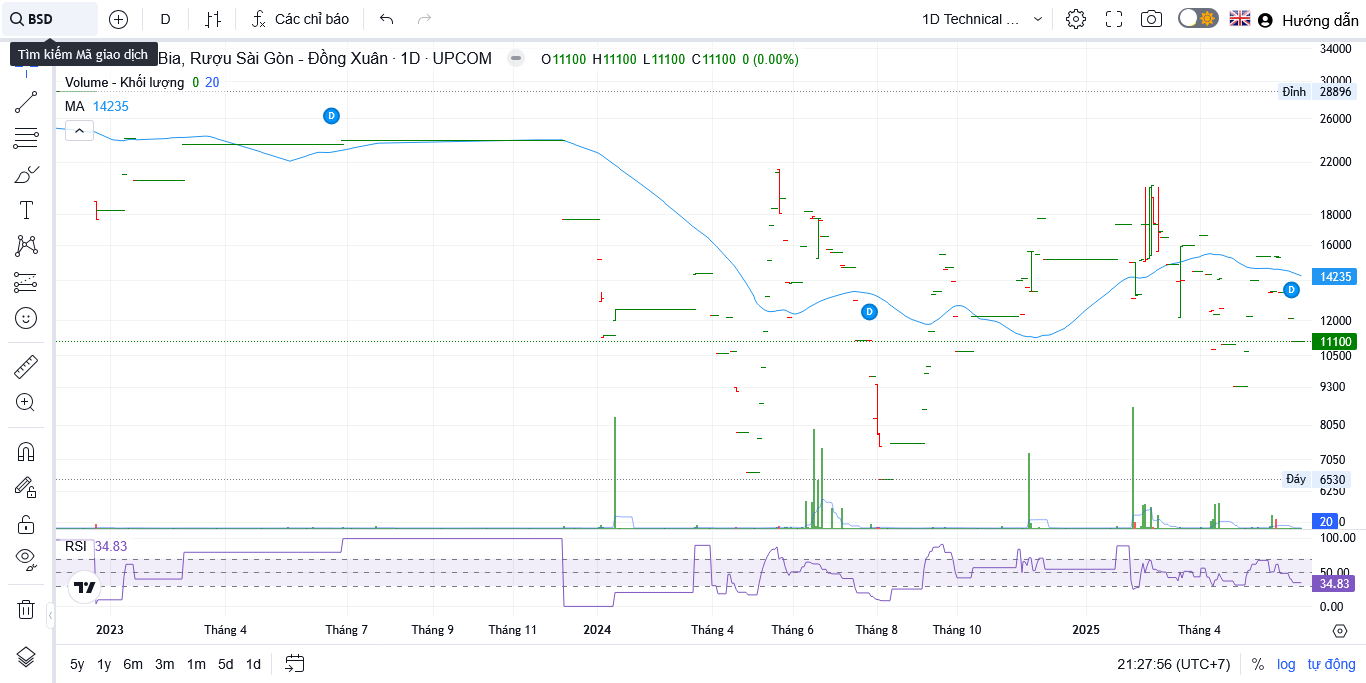 BSD
D
Các chỉ báo
1D Technical ...
Hướng dẫn
Tìm kiếm Mã giao dịch
Bia, Rượu Sài Gòn - Đồng Xuân · 1D · UPCOM
O11100 H11100 L11100 C11100 0 (0.00%)
Volume - Khối lượng 0 20
MA 14235
34000
30000
Đỉnh 28896
26000
D
22000
18000
16000
14235
D
D
12000
11100
10500
9300
8050
7050
Đáy 6530
6250
20
0
RSI 34.83
100.00
50.00
34.83
0.00
2023 Tháng 4 Tháng 7 Tháng 9 Tháng 11 2024 Tháng 4 Tháng 6 Tháng 8 Tháng 10 2025 Tháng 4
5y 1y 6m 3m 1m 5d 1d
21:27:56 (UTC+7) % log tự động